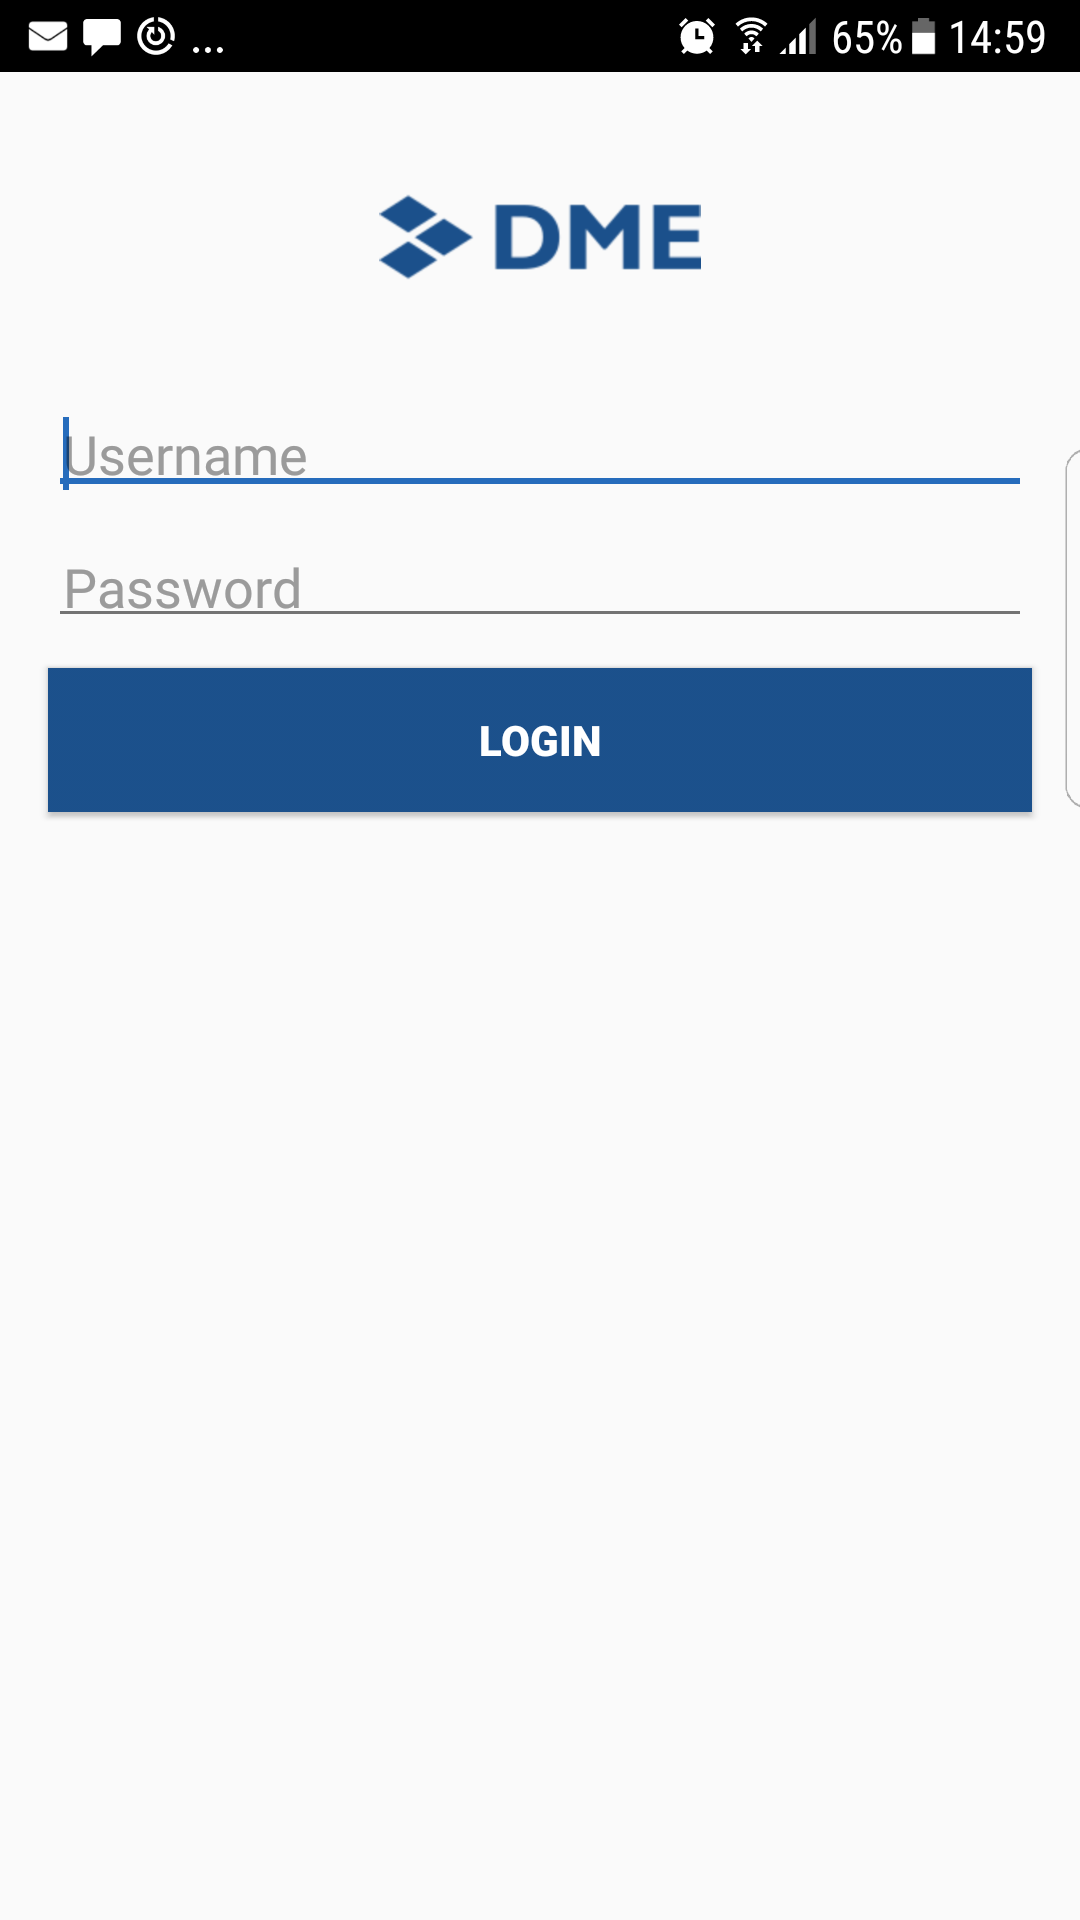 ... 65% 14:59
DME
Username
Password
LOGIN